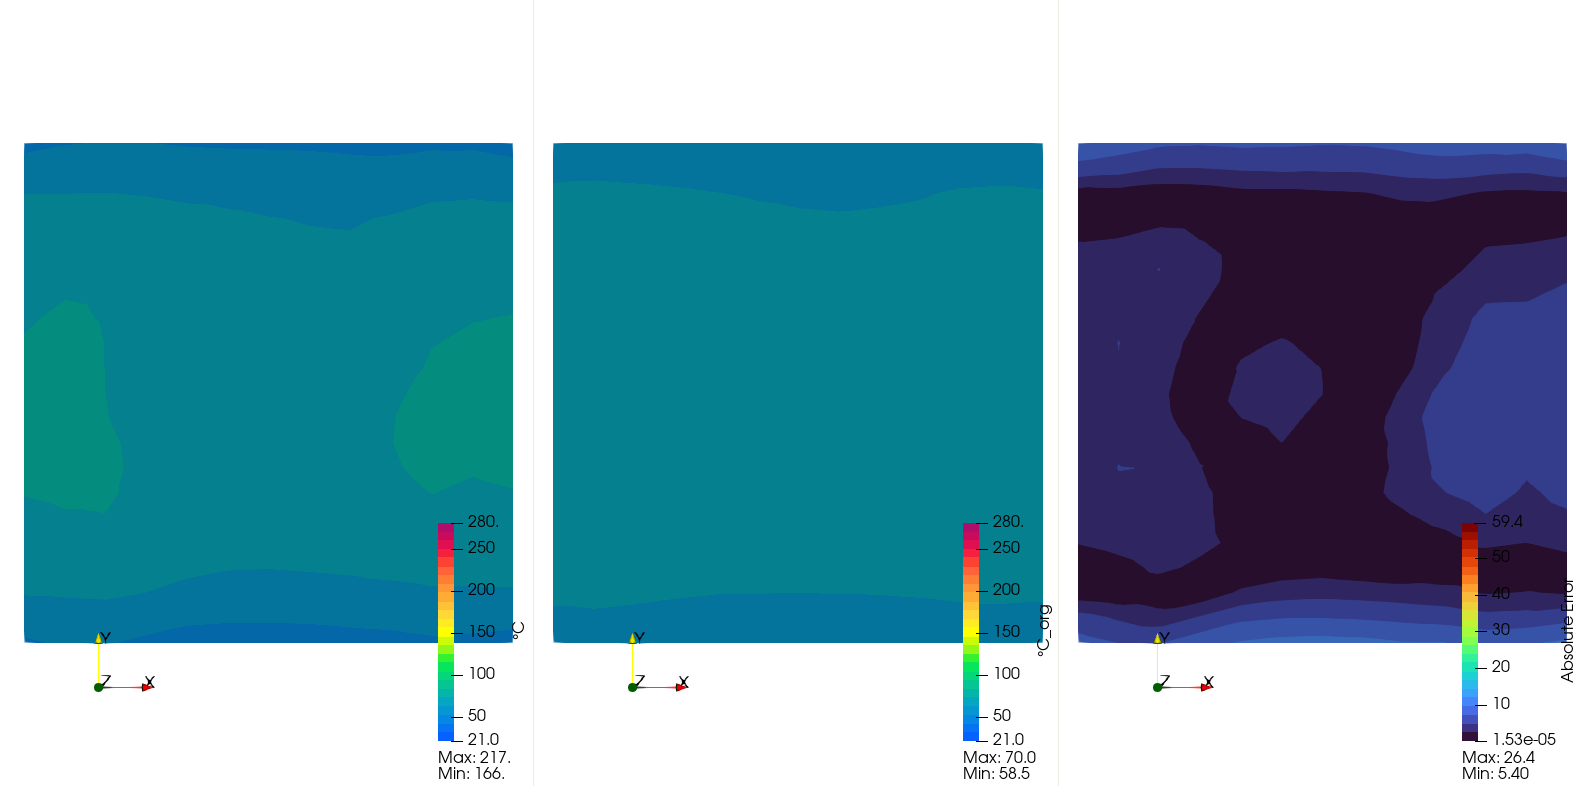 280.
250
200
150
100
50
21.0
°C
Max: 217.
Min: 166.
Y
Z
X
280.
250
200
150
100
50
21.0
°C_org
Max: 70.0
Min: 58.5
Y
Z
X
59.4
50
40
30
20
10
1.53e-05
Absolute Error
Max: 26.4
Min: 5.40
Y
Z
X